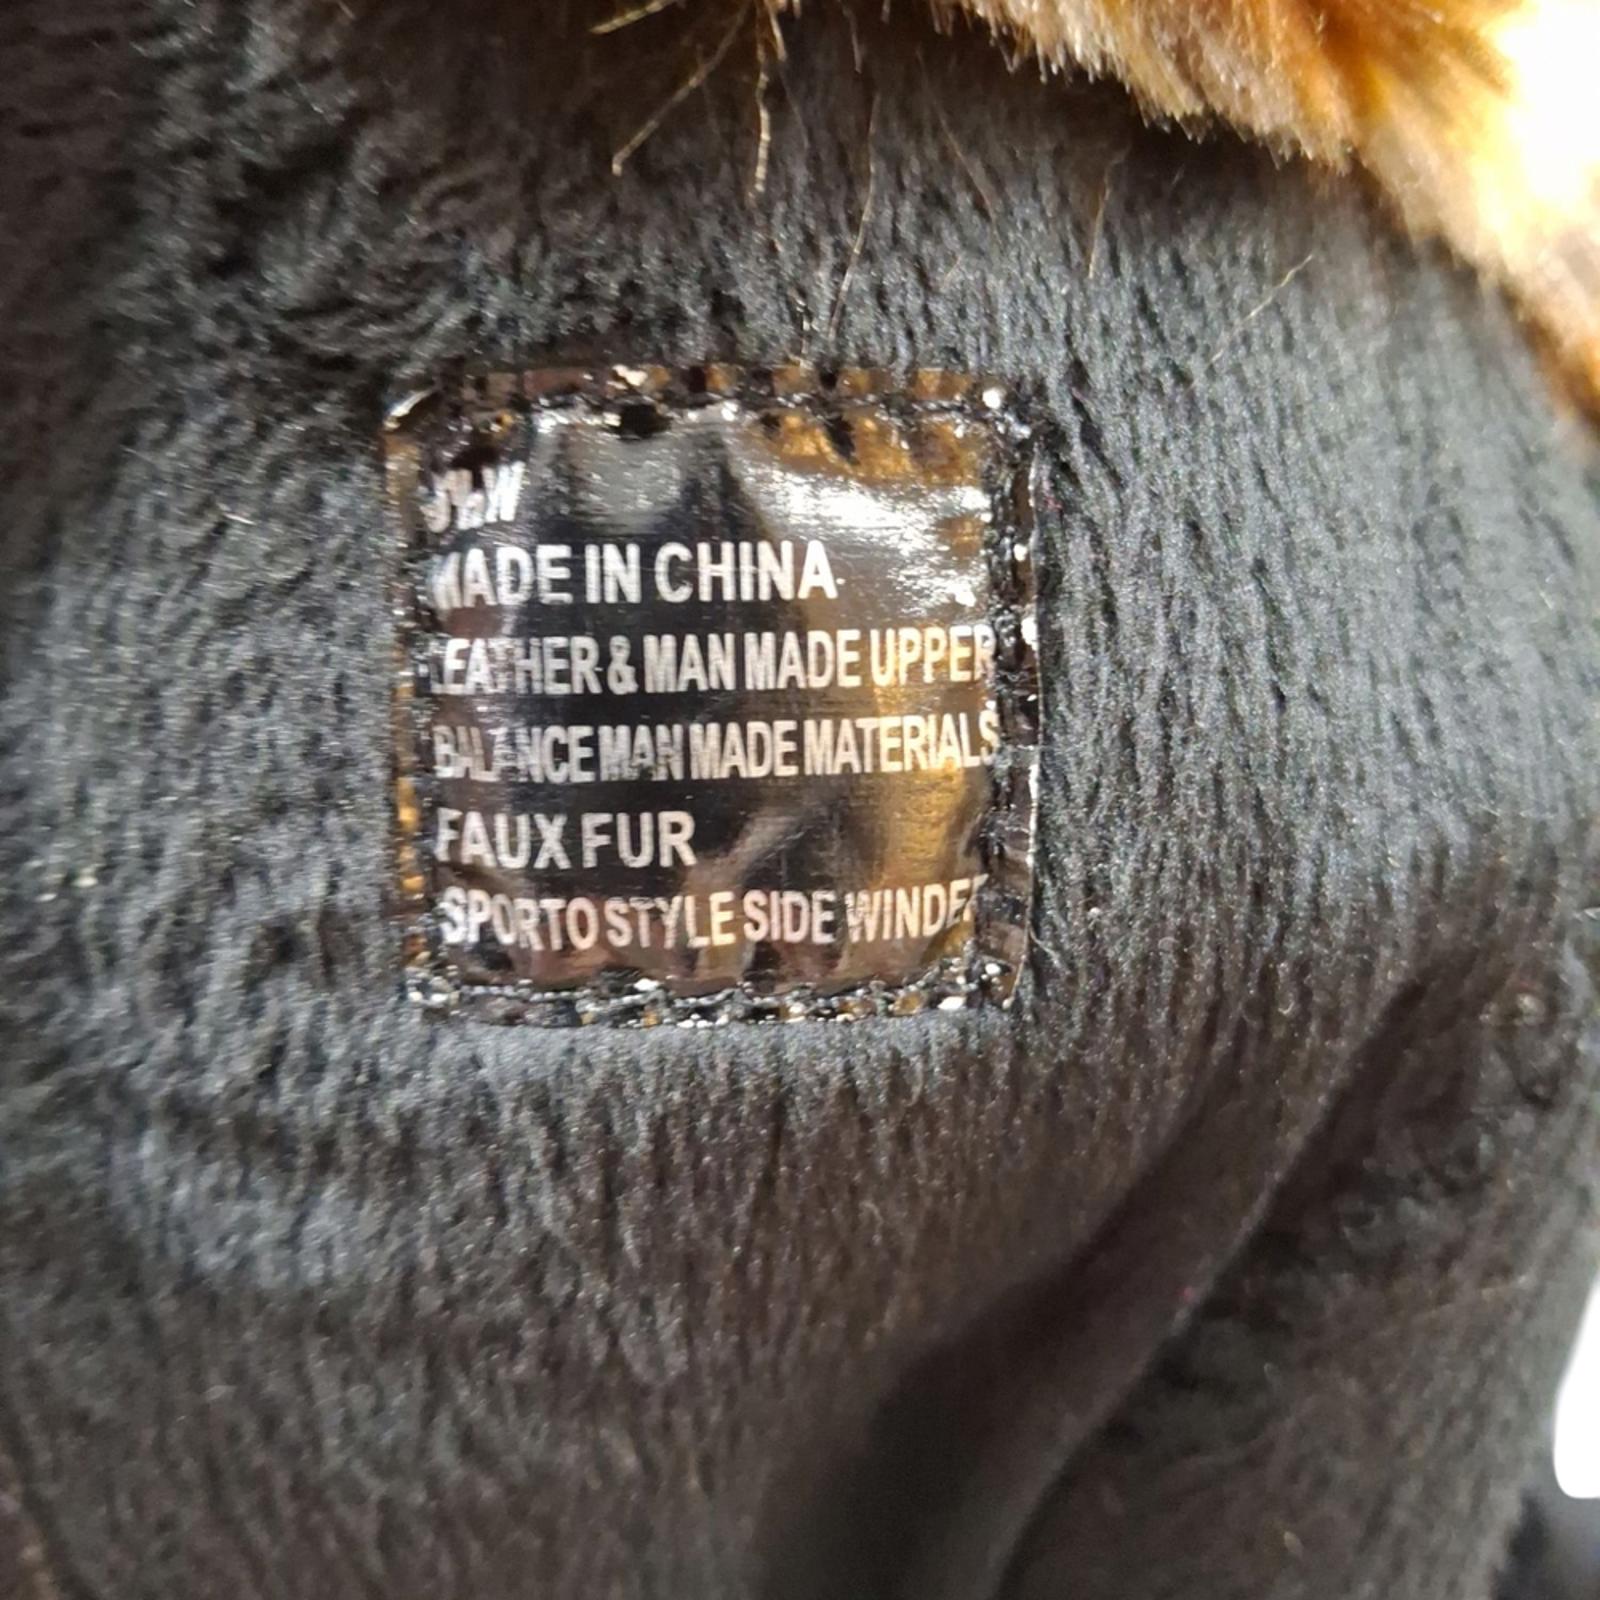 MADE IN CHINA
LEATHER & MAN MADE UPPER
BALANCE MAN MADE MATERIALS
FAUX FUR
SPORTO STYLE SIDE WINDER